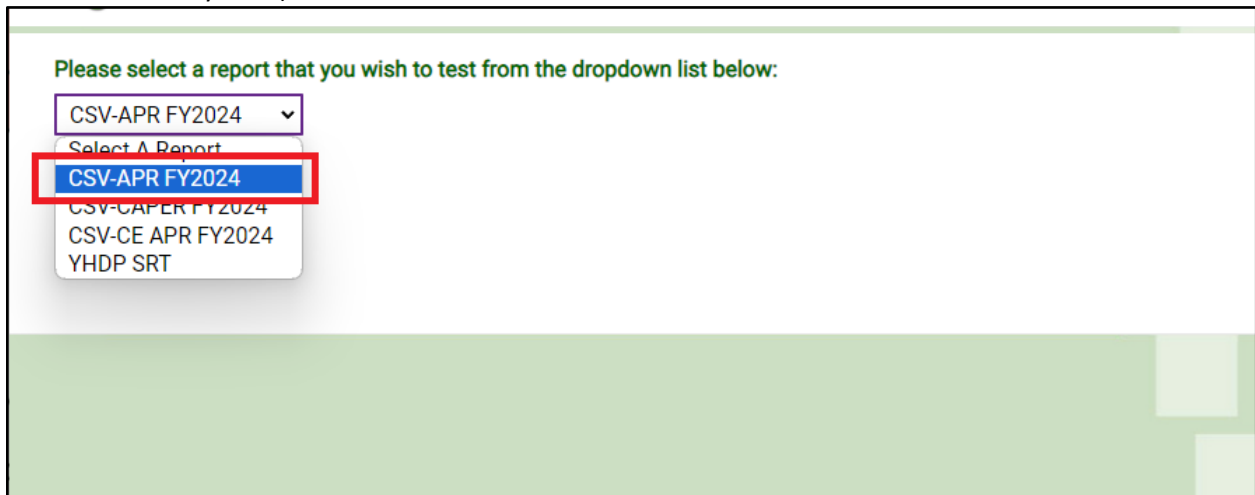 Please select a report that you wish to test from the dropdown list below:
CSV-APR FY2024
Select A Report
CSV-APR FY2024
CSV-CAPER FY2024
CSV-CE APR FY2024
YHDP SRT